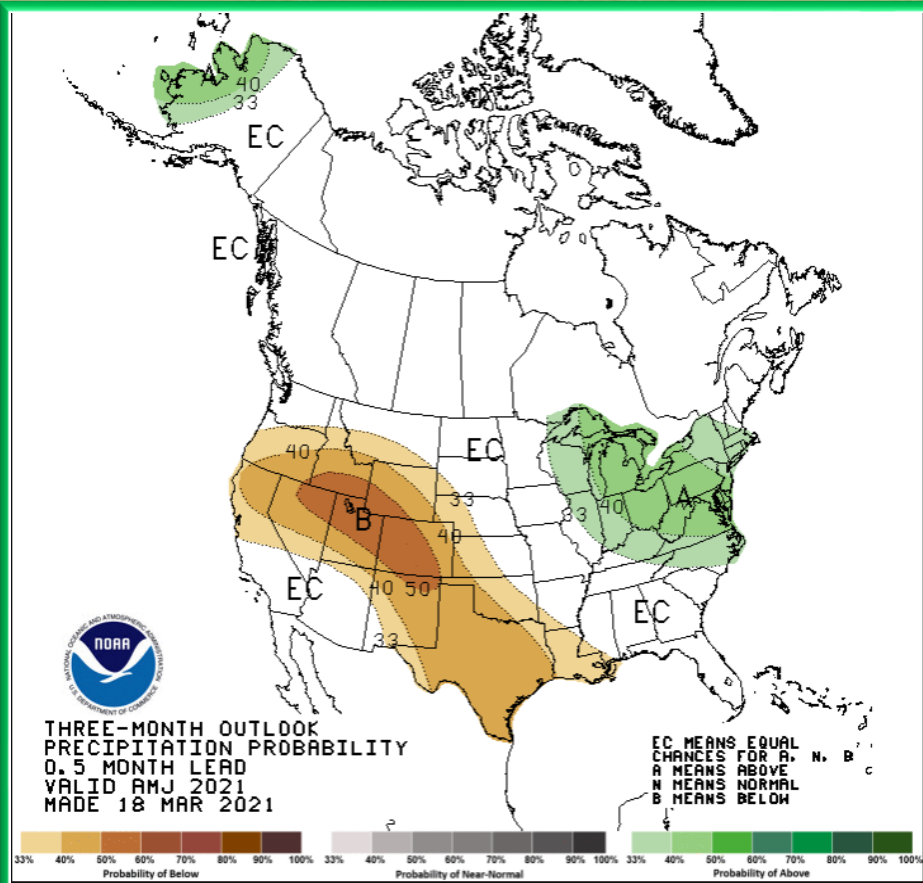 A
40
33
EC
EC
40
EC
33
B
40
33
40
A
EC
40
50
33
EC
NATIONAL OCEANIC AND ATMOSPHERIC ADMINISTRATION
NOAA
U.S. DEPARTMENT OF COMMERCE
THREE-MONTH OUTLOOK
PRECIPITATION PROBABILITY
0.5 MONTH LEAD
VALID AMJ 2021
MADE 18 MAR 2021
EC MEANS EQUAL
CHANCES FOR A, N, B
A MEANS ABOVE
N MEANS NORMAL
B MEANS BELOW
33% 40% 50% 60% 70% 80% 90% 100%
Probability of Below
33% 40% 50% 60% 70% 80% 90% 100%
Probability of Near-Normal
33% 40% 50% 60% 70% 80% 90% 100%
Probability of Above